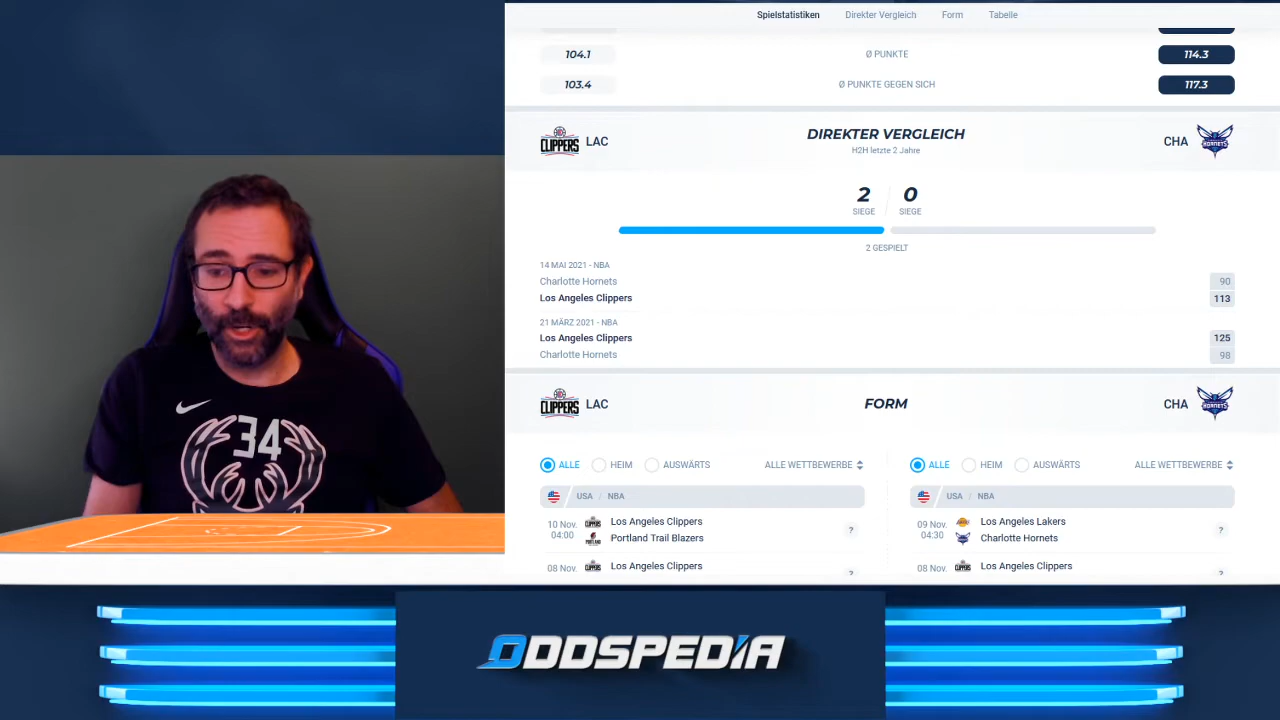 Spielstatistiken Direkter Vergleich Form Tabelle
104.1 Ø PUNKTE 114.3
103.4 Ø PUNKTE GEGEN SICH 117.3
CLIPPERS LAC DIREKTER VERGLEICH CHA HORNETS
H2H letzte 2 Jahre
2 0
SIEGE SIEGE
2 GESPIELT
14 MAI 2021 - NBA
Charlotte Hornets 90
Los Angeles Clippers 113
21 MÄRZ 2021 - NBA
Los Angeles Clippers 125
Charlotte Hornets 98
CLIPPERS LAC FORM CHA HORNETS
ALLE HEIM AUSWÄRTS ALLE WETTBEWERBE
ALLE HEIM AUSWÄRTS ALLE WETTBEWERBE
USA / NBA
USA / NBA
10 Nov. 04:00
Los Angeles Clippers
Portland Trail Blazers
?
09 Nov. 04:30
Los Angeles Lakers
Charlotte Hornets
?
08 Nov. Los Angeles Clippers ?
08 Nov. Los Angeles Clippers ?
34
ODDSPEDIA